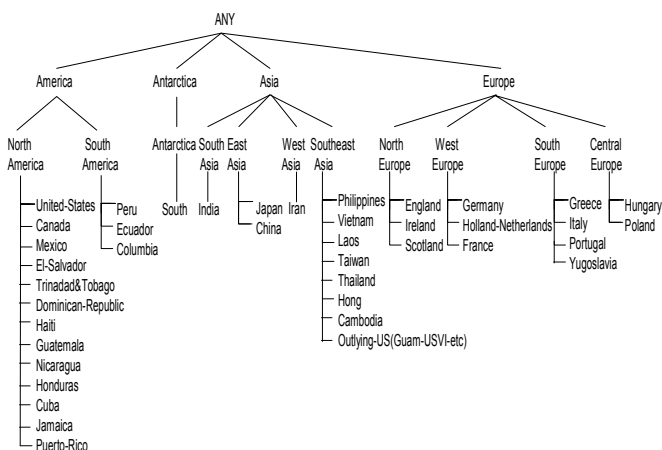 ANY
America
Antarctica
Asia
Europe
North America
South America
Antarctica
South Asia
East Asia
West Asia
Southeast Asia
North Europe
West Europe
South Europe
Central Europe
United-States
Canada
Mexico
El-Salvador
Trinadad&Tobago
Dominican-Republic
Haiti
Guatemala
Nicaragua
Honduras
Cuba
Jamaica
Puerto-Rico
Peru
Ecuador
Columbia
South
India
Japan
China
Iran
Philippines
Vietnam
Laos
Taiwan
Thailand
Hong
Cambodia
Outlying-US(Guam-USVI-etc)
England
Ireland
Scotland
Germany
Holland-Netherlands
France
Greece
Italy
Portugal
Yugoslavia
Hungary
Poland